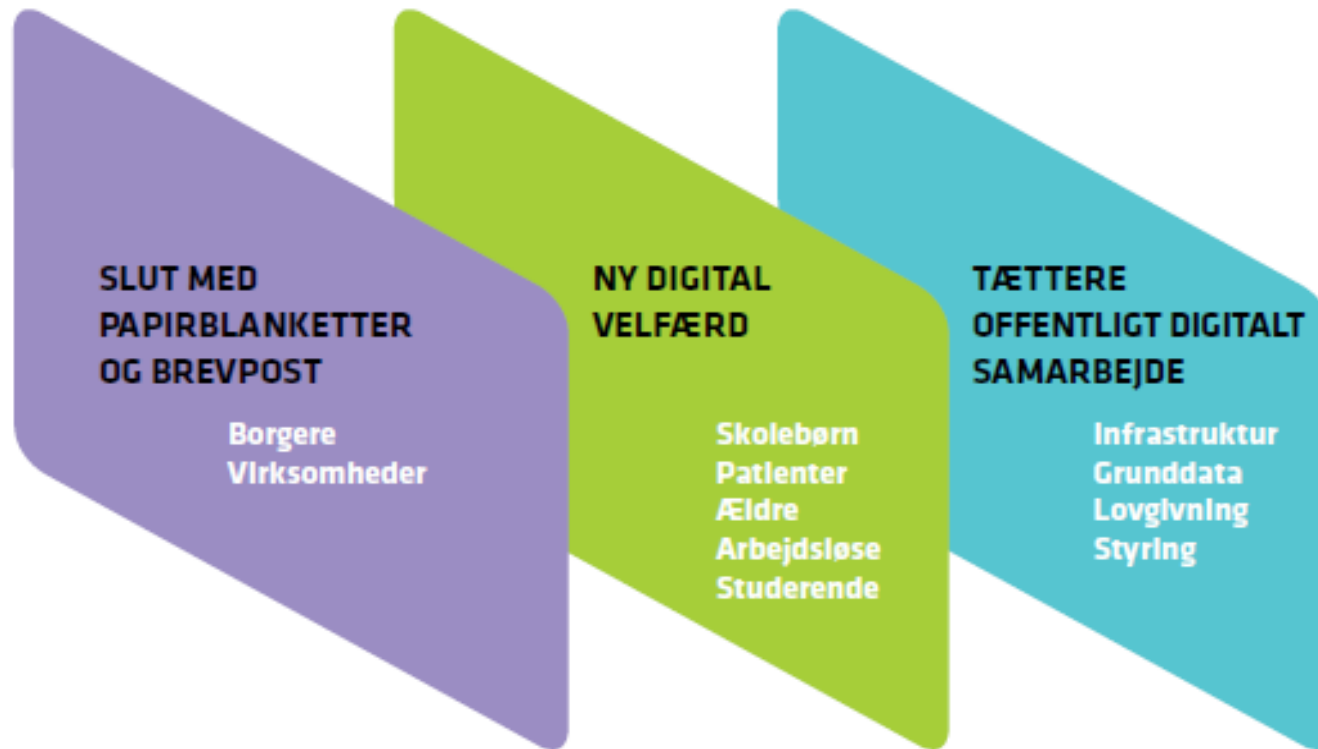 SLUT MED
PAPIRBLANKETTER
OG BREVPOST
Borgere
Virksomheder
NY DIGITAL
VELFÆRD
Skolebørn
Patienter
Ældre
Arbejdsløse
Studerende
TÆTTERE
OFFENTLIGT DIGITALT
SAMARBEJDE
Infrastruktur
Grunddata
Lovgivning
Styring